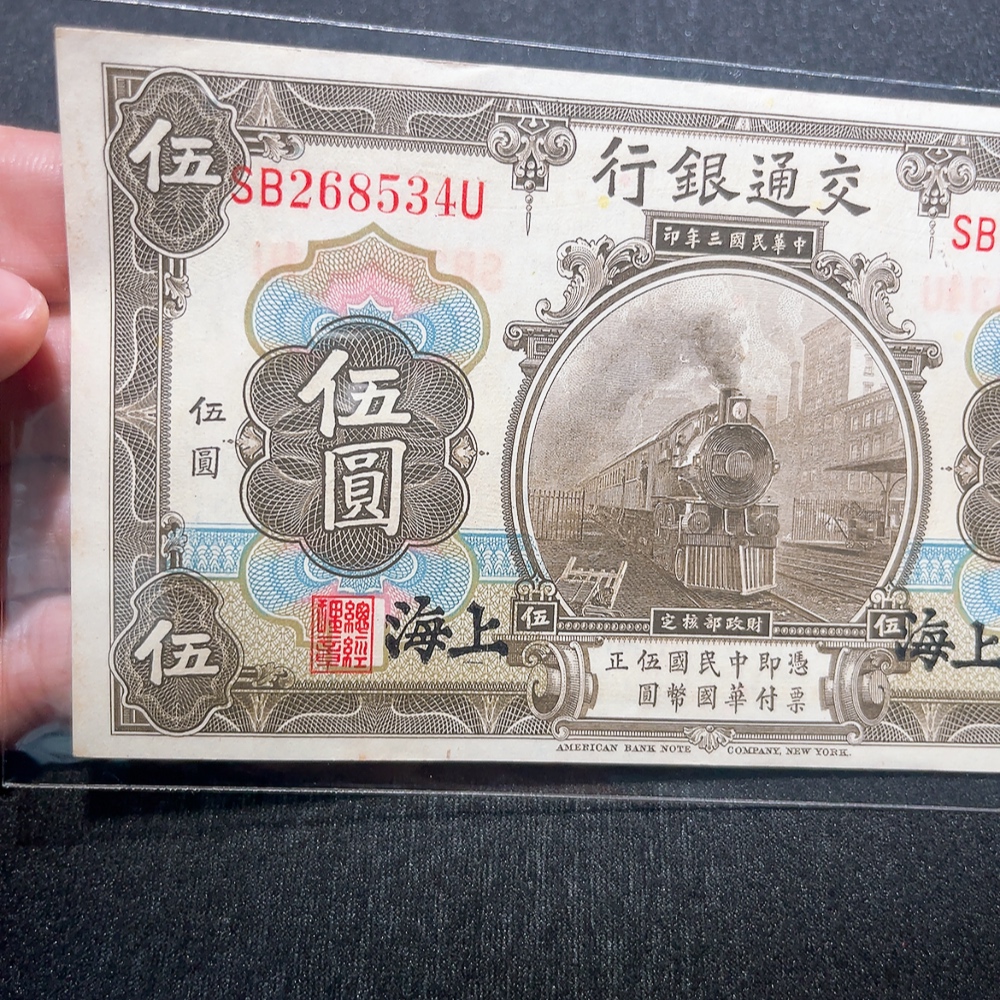 交通銀行
中華民國三年印
伍
SB268534U
SB
伍圓
伍圓
伍
總經理章
上海
伍
財政部核定
伍
上海
憑票即付中華民國國幣伍圓正
AMERICAN BANK NOTE COMPANY, NEW YORK.